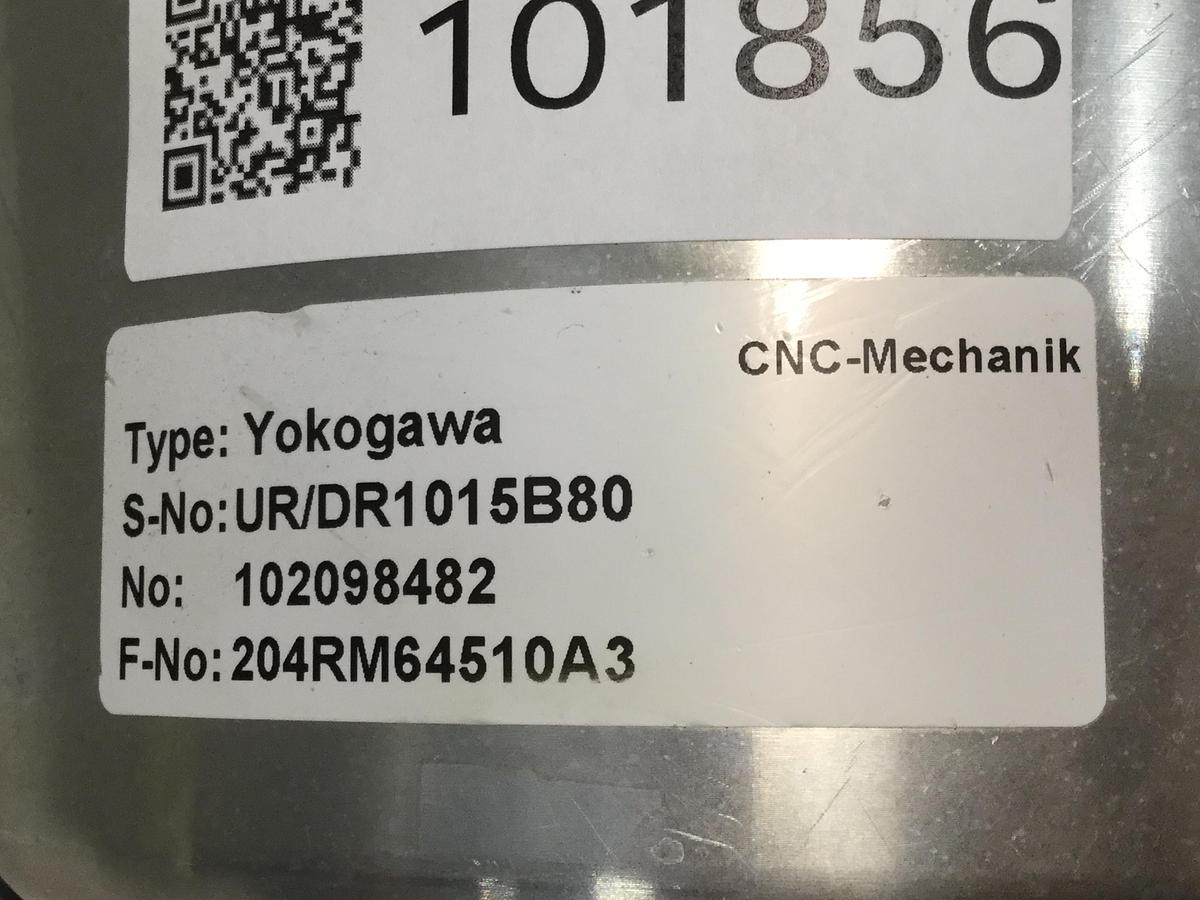 101856
CNC-Mechanik
Type: Yokogawa
S-No: UR/DR1015B80
No: 102098482
F-No: 204RM64510A3